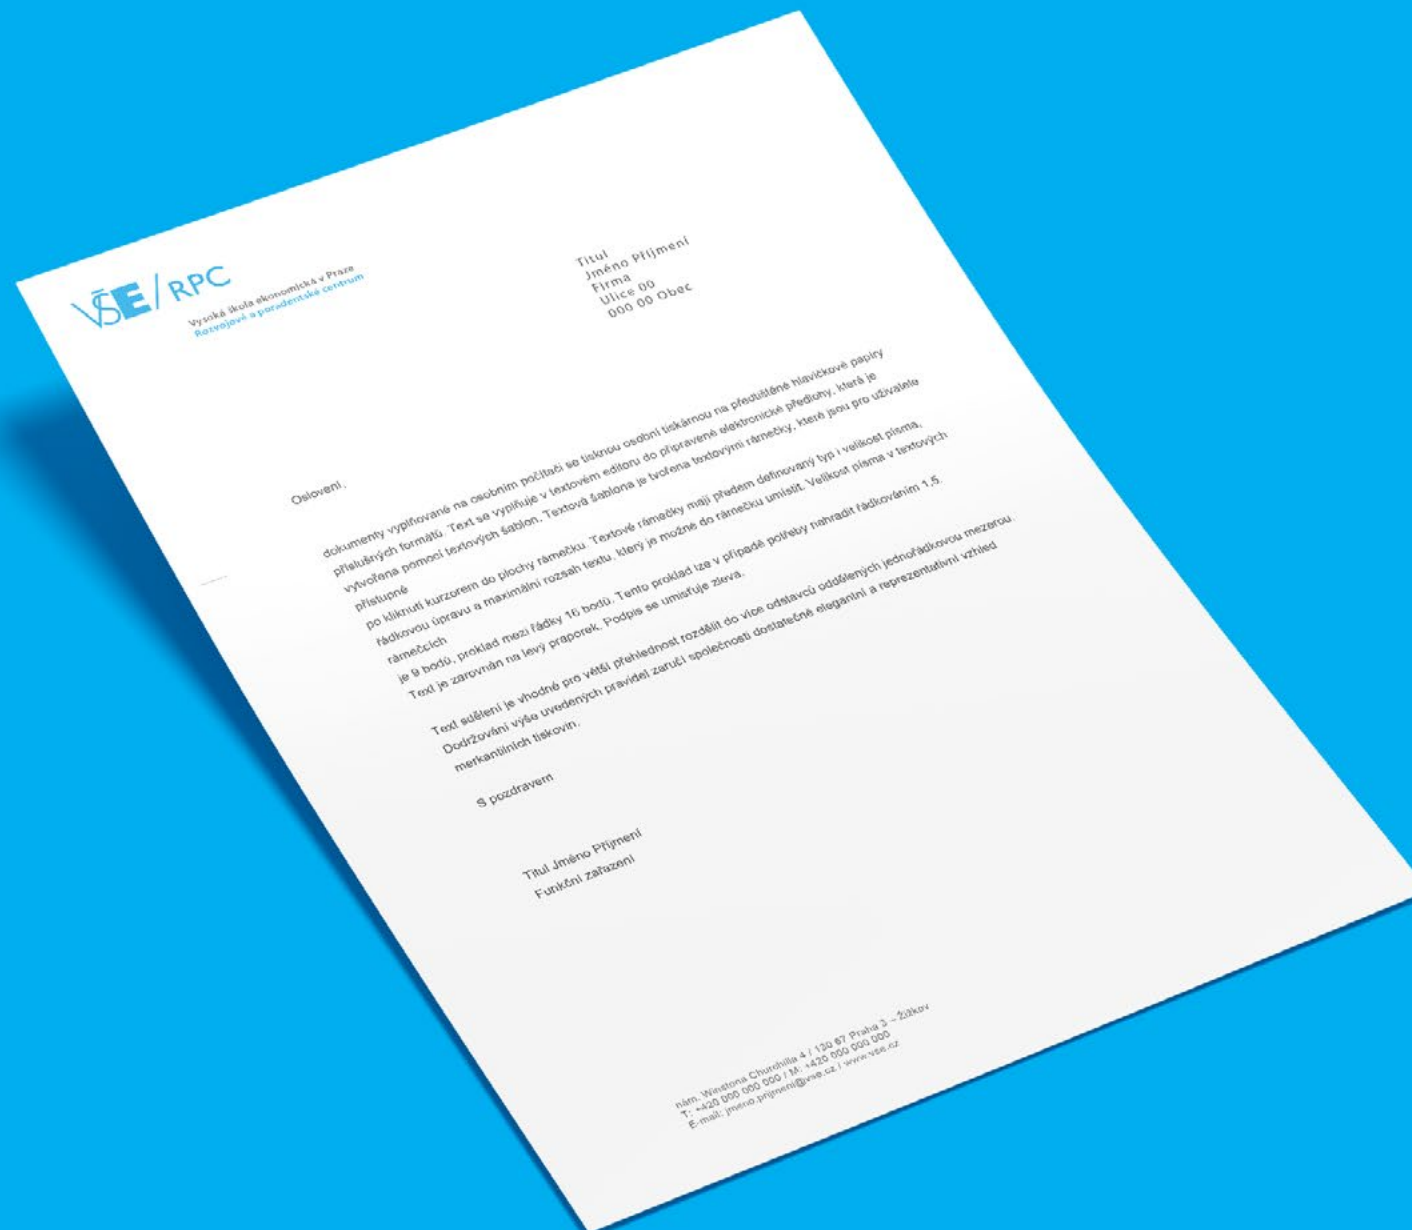 VŠE/RPC
Vysoká škola ekonomická v Praze
Rozvojové a poradentské centrum
Titul
Jméno Příjmení
Firma
Ulice 00
000 00 Obec
Oslovení,
dokumenty vyplňované na osobním počítači se tisknou osobní tiskárnou na předtištěné hlavičkové papíry
příslušných formátů. Text se vyplňuje v textovém editoru do připravené elektronické předlohy, která je
vytvořena pomocí textových šablon. Textová šablona je tvořena textovými rámečky, které jsou pro uživatele
přístupné
po kliknutí kurzorem do plochy rámečku. Textové rámečky mají předem definovaný typ i velikost písma,
řádkovou úpravu a maximální rozsah textu, který je možné do rámečku umístit. Velikost písma v textových
rámečcích
je 9 bodů, proklad mezi řádky 16 bodů. Tento proklad lze v případě potřeby nahradit řádkováním 1,5.
Text je zarovnán na levý praporek. Podpis se umisťuje zleva.
Text sdělení je vhodné pro větší přehlednost rozdělit do více odstavců oddělených jednořádkovou mezerou.
Dodržování výše uvedených pravidel zaručí společnosti dostatečně elegantní a reprezentativní vzhled
merkantilních tiskovin.
S pozdravem
Titul Jméno Příjmení
Funkční zařazení
nám. Winstona Churchilla 4 / 130 67 Praha 3 – Žižkov
T: +420 000 000 000 / M: +420 000 000 000
E-mail: jmeno.prijmeni@vse.cz / www.vse.cz